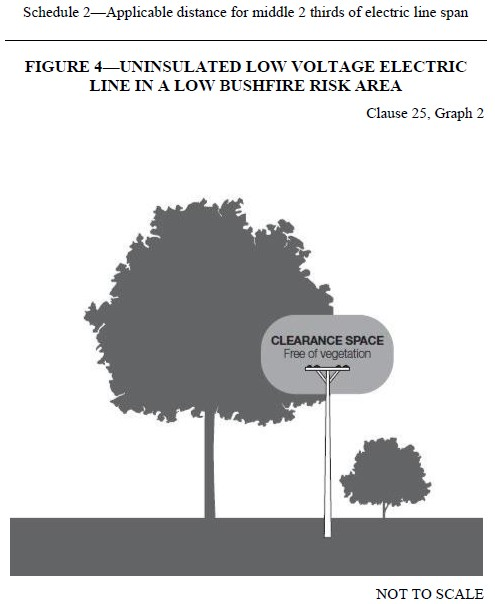 Schedule 2—Applicable distance for middle 2 thirds of electric line span
FIGURE 4—UNINSULATED LOW VOLTAGE ELECTRIC
LINE IN A LOW BUSHFIRE RISK AREA
Clause 25, Graph 2
CLEARANCE SPACE
Free of vegetation
NOT TO SCALE